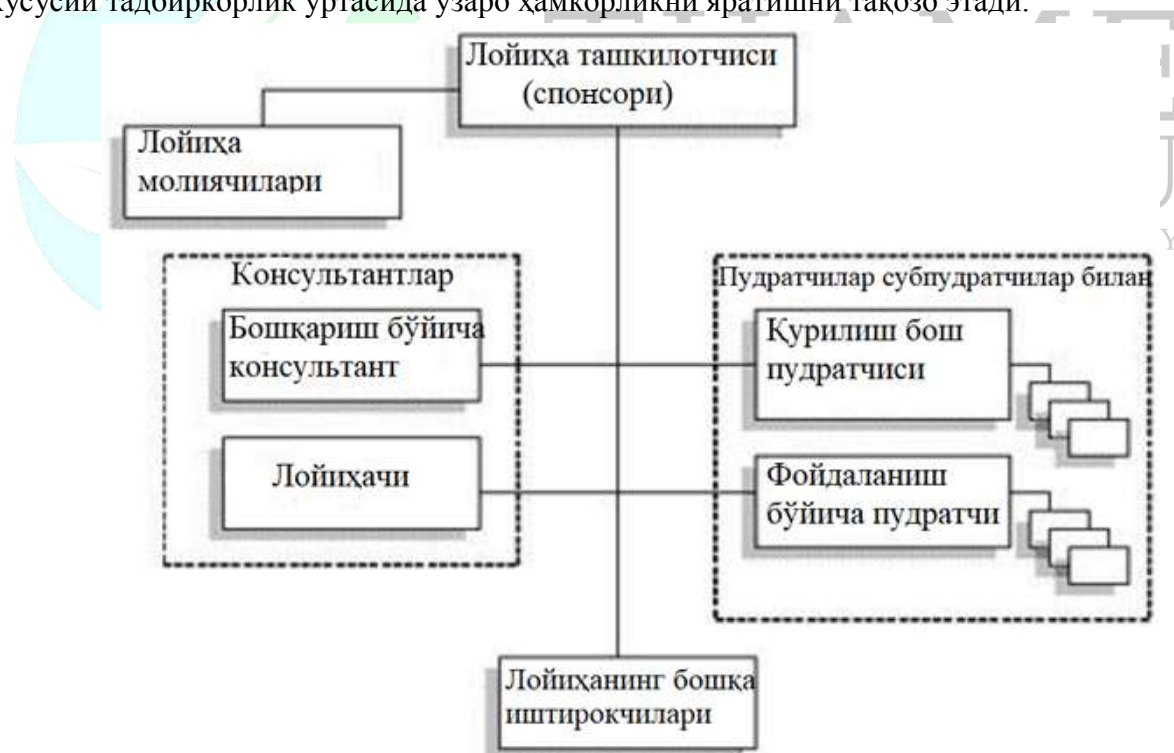 тадбиркорлик ўртасида ўзаро ҳамкорликни яратишни тақозо этади.
Лойиҳа ташкилотчиси
(спонсори)
Лойиҳа
молиячилари
Консультантлар
Бошқариш бўйича
консультант
Лойиҳачи
Пудратчилар субпудратчилар билан
Қурилиш бош
пудратчиси
Фойдаланиш
бўйича пудратчи
Лойиҳанинг бошқа
иштирокчилари